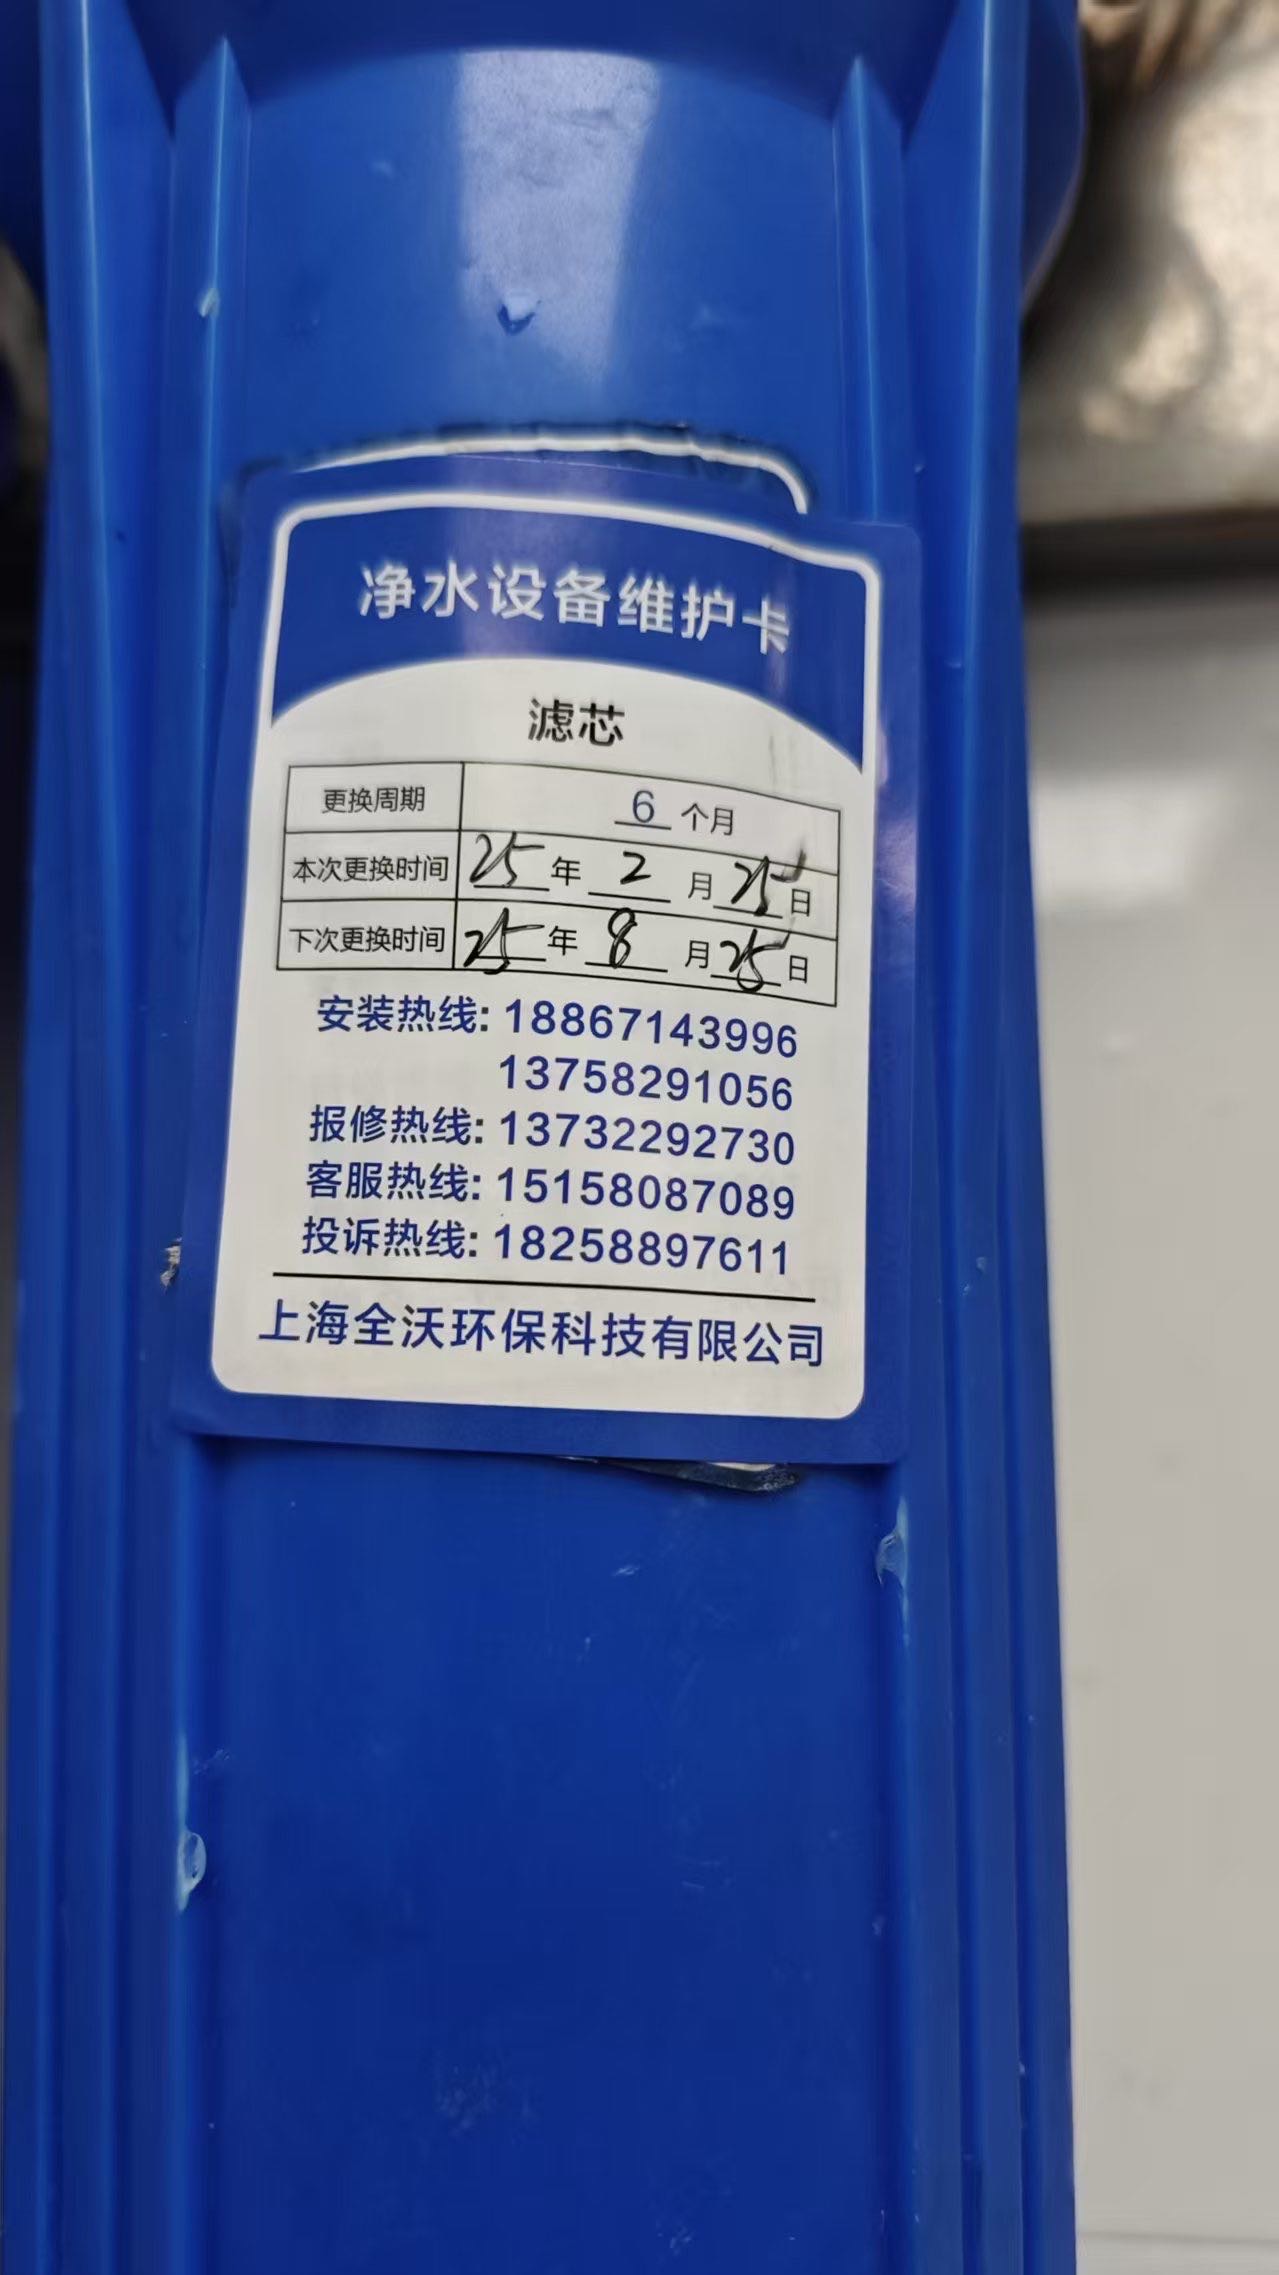 净水设备维护卡
滤芯
更换周期 6 个月
本次更换时间 25 年 2 月 25 日
下次更换时间 25 年 8 月 25 日
安装热线: 18867143996
13758291056
报修热线: 13732292730
客服热线: 15158087089
投诉热线: 18258897611
上海全沃环保科技有限公司